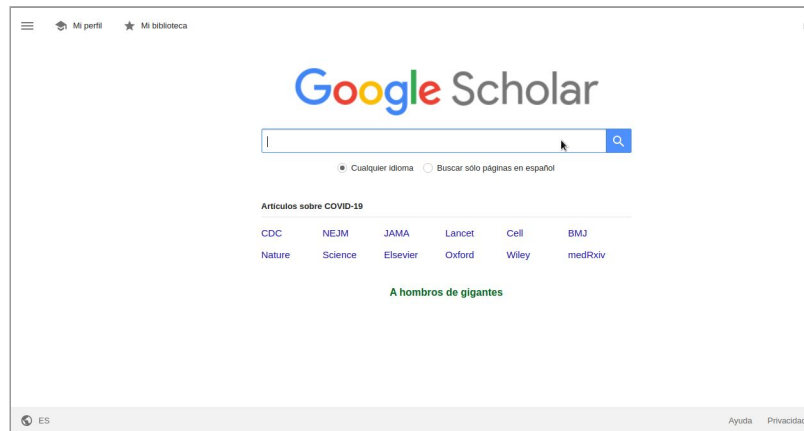 Mi perfil Mi biblioteca
Google Scholar
Cualquier idioma Buscar sólo páginas en español
Artículos sobre COVID-19
CDC NEJM JAMA Lancet Cell BMJ
Nature Science Elsevier Oxford Wiley medRxiv
A hombros de gigantes
ES Ayuda Privacidad